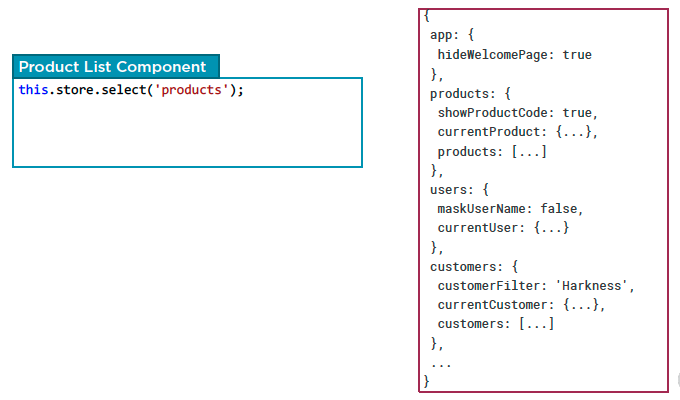 Product List Component
this.store.select('products');
{
app: {
hideWelcomePage: true
},
products: {
showProductCode: true,
currentProduct: {...},
products: [...]
},
users: {
maskUserName: false,
currentUser: {...}
},
customers: {
customerFilter: 'Harkness',
currentCustomer: {...},
customers: [...]
},
...
}